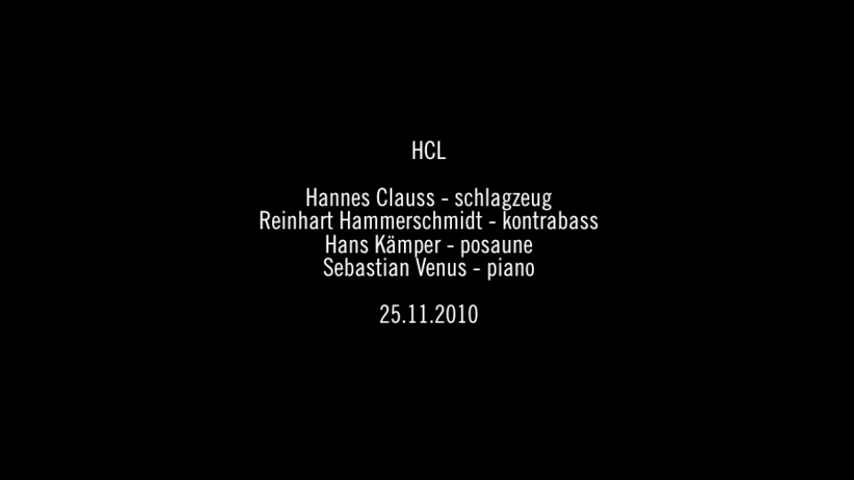 HCL
Hannes Clauss - schlagzeug
Reinhart Hammerschmidt - kontrabass
Hans Kämper - posaune
Sebastian Venus - piano
25.11.2010